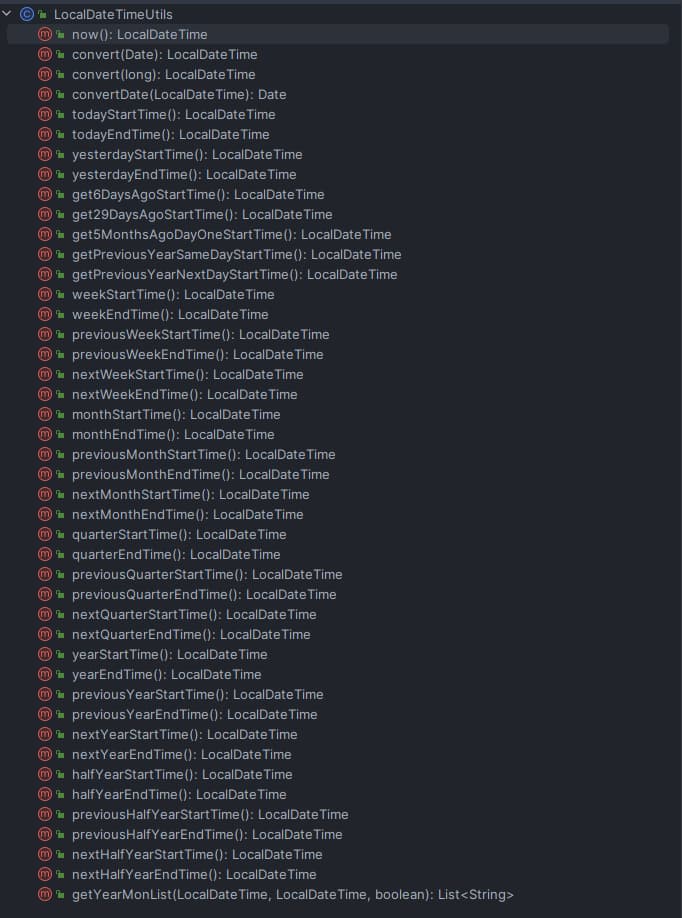 LocalDateTimeUtils
now(): LocalDateTime
convert(Date): LocalDateTime
convert(long): LocalDateTime
convertDate(LocalDateTime): Date
todayStartTime(): LocalDateTime
todayEndTime(): LocalDateTime
yesterdayStartTime(): LocalDateTime
yesterdayEndTime(): LocalDateTime
get6DaysAgoStartTime(): LocalDateTime
get29DaysAgoStartTime(): LocalDateTime
get5MonthsAgoDayOneStartTime(): LocalDateTime
getPreviousYearSameDayStartTime(): LocalDateTime
getPreviousYearNextDayStartTime(): LocalDateTime
weekStartTime(): LocalDateTime
weekEndTime(): LocalDateTime
previousWeekStartTime(): LocalDateTime
previousWeekEndTime(): LocalDateTime
nextWeekStartTime(): LocalDateTime
nextWeekEndTime(): LocalDateTime
monthStartTime(): LocalDateTime
monthEndTime(): LocalDateTime
previousMonthStartTime(): LocalDateTime
previousMonthEndTime(): LocalDateTime
nextMonthStartTime(): LocalDateTime
nextMonthEndTime(): LocalDateTime
quarterStartTime(): LocalDateTime
quarterEndTime(): LocalDateTime
previousQuarterStartTime(): LocalDateTime
previousQuarterEndTime(): LocalDateTime
nextQuarterStartTime(): LocalDateTime
nextQuarterEndTime(): LocalDateTime
yearStartTime(): LocalDateTime
yearEndTime(): LocalDateTime
previousYearStartTime(): LocalDateTime
previousYearEndTime(): LocalDateTime
nextYearStartTime(): LocalDateTime
nextYearEndTime(): LocalDateTime
halfYearStartTime(): LocalDateTime
halfYearEndTime(): LocalDateTime
previousHalfYearStartTime(): LocalDateTime
previousHalfYearEndTime(): LocalDateTime
nextHalfYearStartTime(): LocalDateTime
nextHalfYearEndTime(): LocalDateTime
getYearMonList(LocalDateTime, LocalDateTime, boolean): List<String>